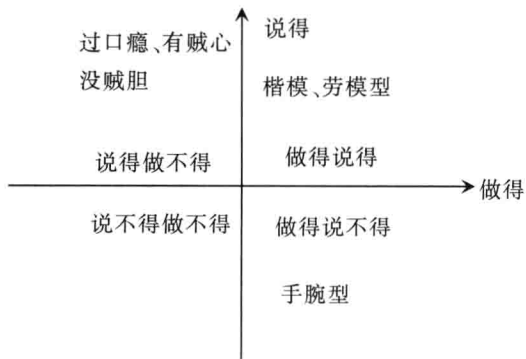 说得
过口瘾、有贼心
没贼胆
楷模、劳模型
说得做不得
做得说得
做得
说不得做不得
做得说不得
手腕型